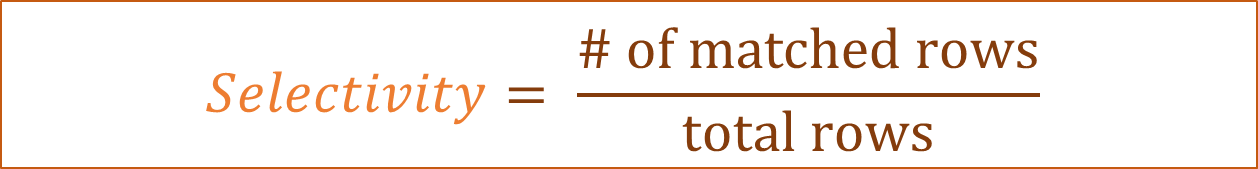 Selectivity = # of matched rows
total rows